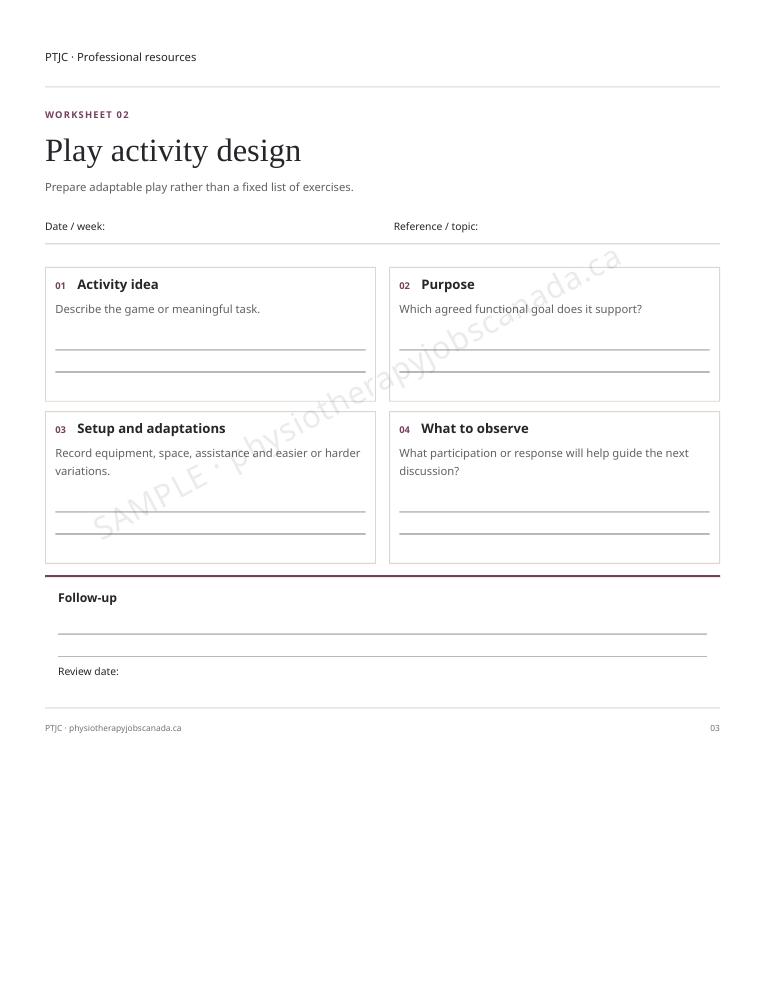 PTJC · Professional resources
WORKSHEET 02
Play activity design
Prepare adaptable play rather than a fixed list of exercises.
Date / week:
Reference / topic:
01 Activity idea
Describe the game or meaningful task.
02 Purpose
Which agreed functional goal does it support?
03 Setup and adaptations
Record equipment, space, assistance and easier or harder
variations.
04 What to observe
What participation or response will help guide the next
discussion?
SAMPLE · physiotherapyjobscanada.ca
Follow-up
Review date:
PTJC · physiotherapyjobscanada.ca
03